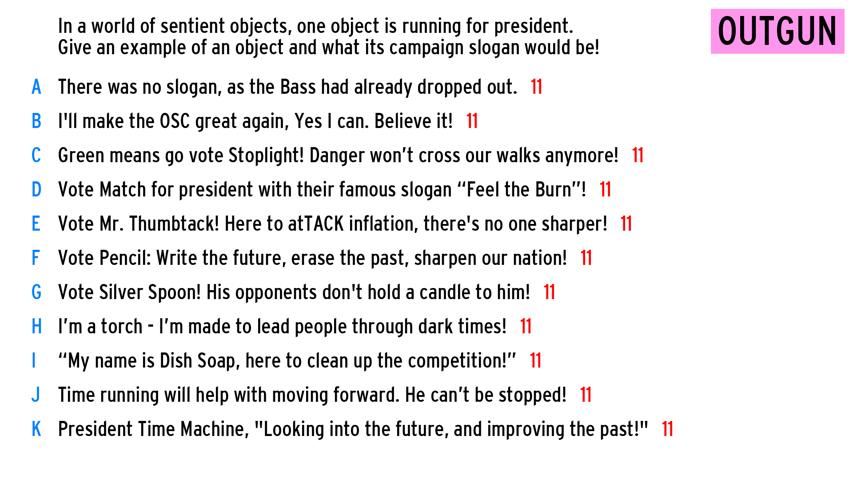 In a world of sentient objects, one object is running for president.
Give an example of an object and what its campaign slogan would be!
OUTGUN
A There was no slogan, as the Bass had already dropped out. 11
B I'll make the OSC great again, Yes I can. Believe it! 11
C Green means go vote Stoplight! Danger won’t cross our walks anymore! 11
D Vote Match for president with their famous slogan “Feel the Burn”! 11
E Vote Mr. Thumbtack! Here to atTACK inflation, there's no one sharper! 11
F Vote Pencil: Write the future, erase the past, sharpen our nation! 11
G Vote Silver Spoon! His opponents don't hold a candle to him! 11
H I’m a torch - I’m made to lead people through dark times! 11
I “My name is Dish Soap, here to clean up the competition!” 11
J Time running will help with moving forward. He can’t be stopped! 11
K President Time Machine, "Looking into the future, and improving the past!" 11